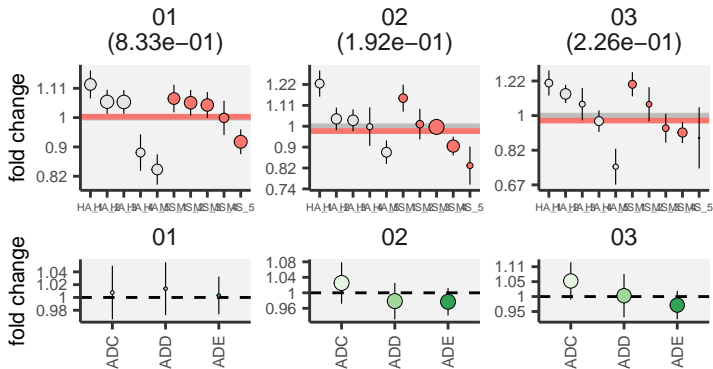 01
(8.33e−01)
02
(1.92e−01)
03
(2.26e−01)
fold change
1.11
1
0.9
0.82
1.22
1.11
1
0.9
0.82
0.74
1.22
1
0.82
0.67
01
02
03
fold change
1.04
1.02
1
0.98
1.08
1.04
1
0.96
1.11
1.05
1
0.95
ADC
ADD
ADE
ADC
ADD
ADE
ADC
ADD
ADE